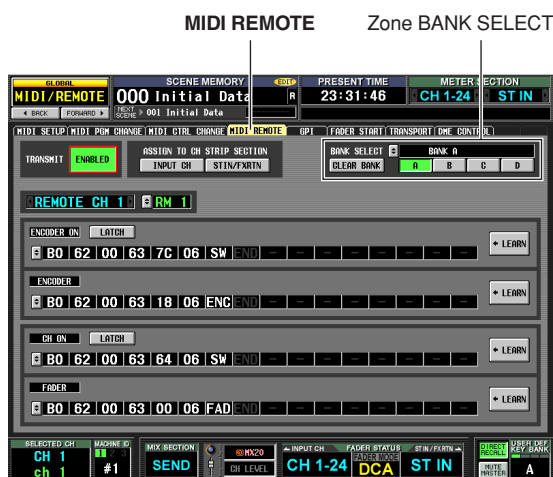 MIDI REMOTE Zone BANK SELECT
GLOBAL SCENE MEMORY EDIT PRESENT TIME METER SECTION
MIDI/REMOTE 000 Initial Data R 23:31:46 CH 1-24 ST IN
BACK FORWARD NEXT SCENE 001 Initial Data
MIDI SETUP MIDI PGM CHANGE MIDI CTRL CHANGE MIDI REMOTE GPI FADER START TRANSPORT DME CONTROL
TRANSMIT ENABLED ASSIGN TO CH STRIP SECTION BANK SELECT BANK A
INPUT CH STIN/FXRTN CLEAR BANK A B C D
REMOTE CH 1 RM 1
ENCODER ON LATCH
B0 62 00 63 7C 06 SW END - - - - - - - - LEARN
ENCODER
B0 62 00 63 18 06 ENC END - - - - - - - - LEARN
CH ON LATCH
B0 62 00 63 64 06 SW END - - - - - - - - LEARN
FADER
B0 62 00 63 00 06 FAD END - - - - - - - - LEARN
SELECTED CH MACHINE ID MIX SECTION MIX20 INPUT CH FADER STATUS STIN/FXRTN DIRECT RECALL USER DEF KEY BANK
CH 1 1 2 3 SEND CH LEVEL CH 1-24 FADER MODE DCA ST IN MUTE MASTER A
ch 1 #1